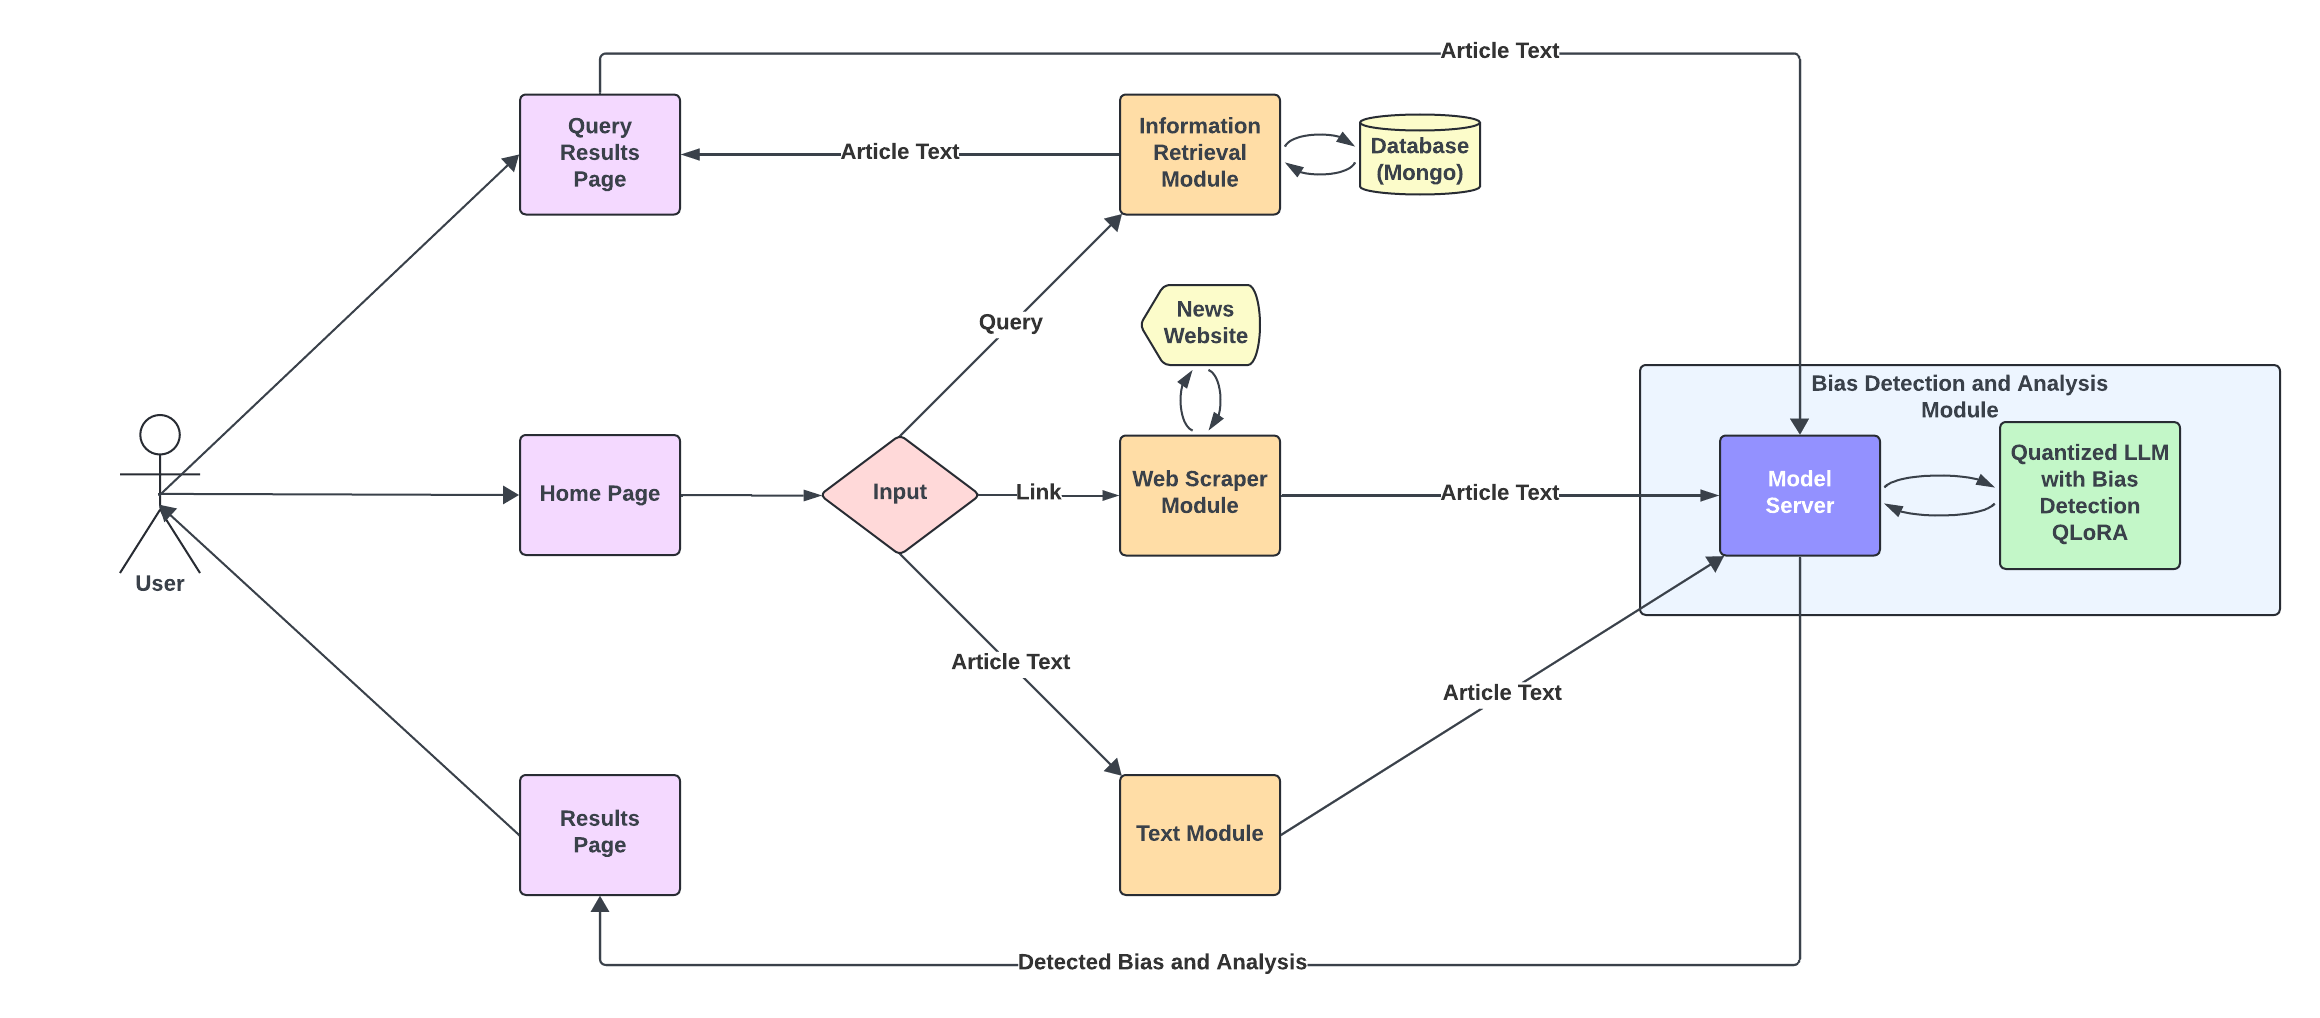 Article Text
Query
Results
Page
Article Text
Information
Retrieval
Module
Database
(Mongo)
Query
News
Website
Bias Detection and Analysis
Module
User
Home Page
Input
Link
Web Scraper
Module
Article Text
Model
Server
Quantized LLM
with Bias
Detection
QLoRA
Article Text
Article Text
Results
Page
Text Module
Detected Bias and Analysis